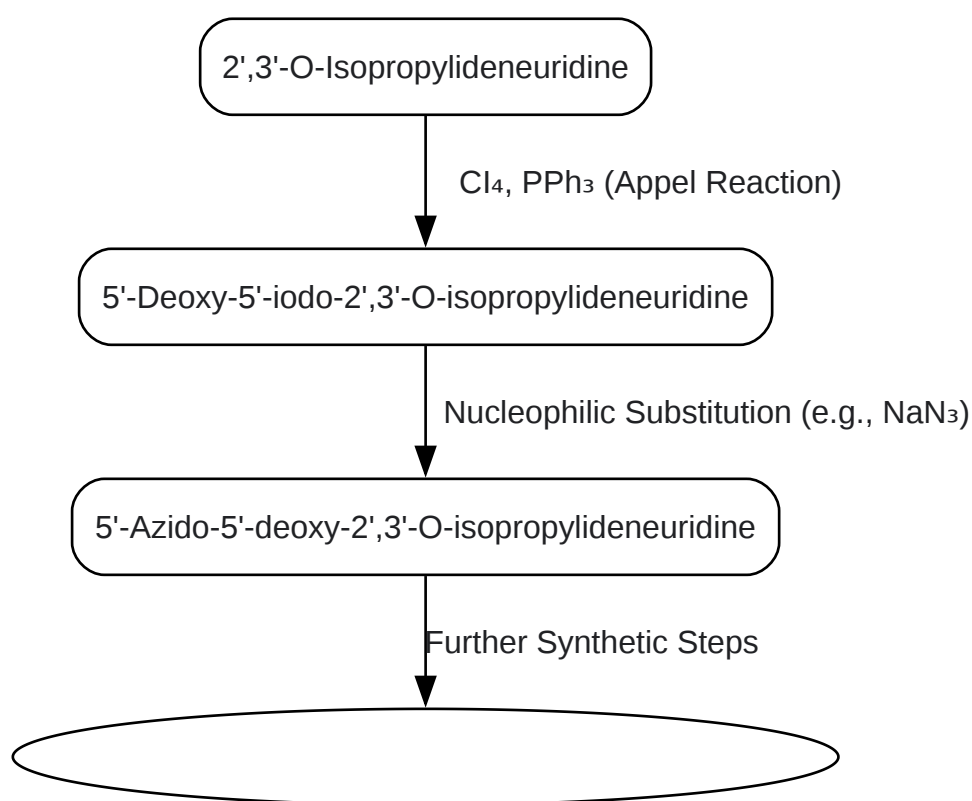 2',3'-O-Isopropylideneuridine
CI₄, PPh₃ (Appel Reaction)
5'-Deoxy-5'-iodo-2',3'-O-isopropylideneuridine
Nucleophilic Substitution (e.g., NaN₃)
5'-Azido-5'-deoxy-2',3'-O-isopropylideneuridine
Further Synthetic Steps